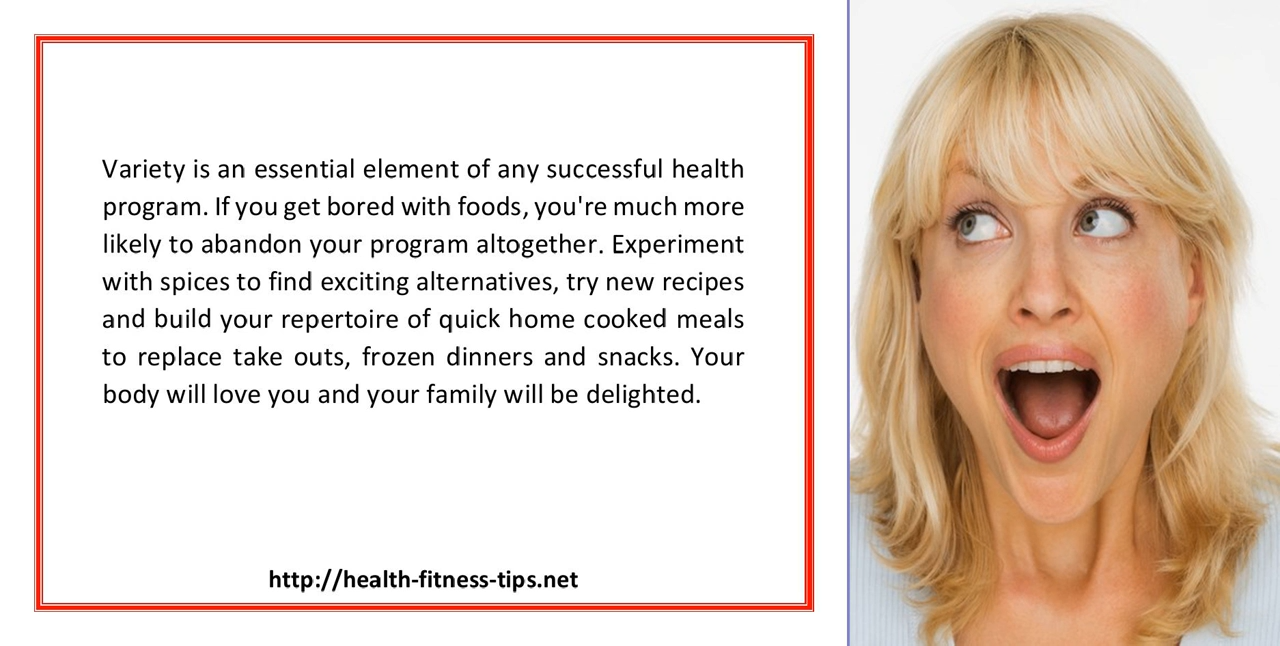 Variety is an essential element of any successful health
program. If you get bored with foods, you're much more
likely to abandon your program altogether. Experiment
with spices to find exciting alternatives, try new recipes
and build your repertoire of quick home cooked meals
to replace take outs, frozen dinners and snacks. Your
body will love you and your family will be delighted.
http://health-fitness-tips.net